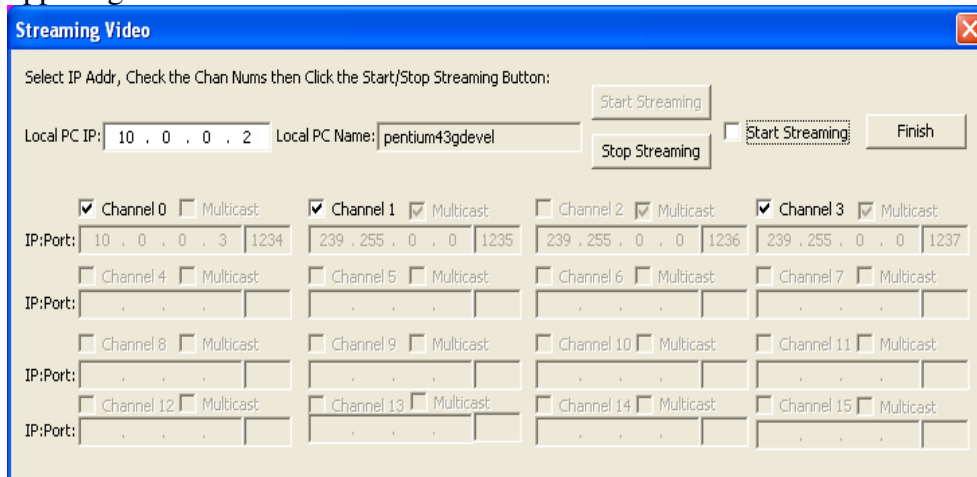 Streaming Video
Select IP Addr, Check the Chan Nums then Click the Start/Stop Streaming Button:
Start Streaming
Local PC IP: 10 . 0 . 0 . 2 Local PC Name: pentium43gdevel Start Streaming Finish
Stop Streaming
Channel 0 Multicast Channel 1 Multicast Channel 2 Multicast Channel 3 Multicast
IP:Port: 10 . 0 . 0 . 3 1234 239 . 255 . 0 . 0 1235 239 . 255 . 0 . 0 1236 239 . 255 . 0 . 0 1237
Channel 4 Multicast Channel 5 Multicast Channel 6 Multicast Channel 7 Multicast
IP:Port: . . . . . . . . . . . .
Channel 8 Multicast Channel 9 Multicast Channel 10 Multicast Channel 11 Multicast
IP:Port: . . . . . . . . . . . .
Channel 12 Multicast Channel 13 Multicast Channel 14 Multicast Channel 15 Multicast
IP:Port: . . . . . . . . . . . .